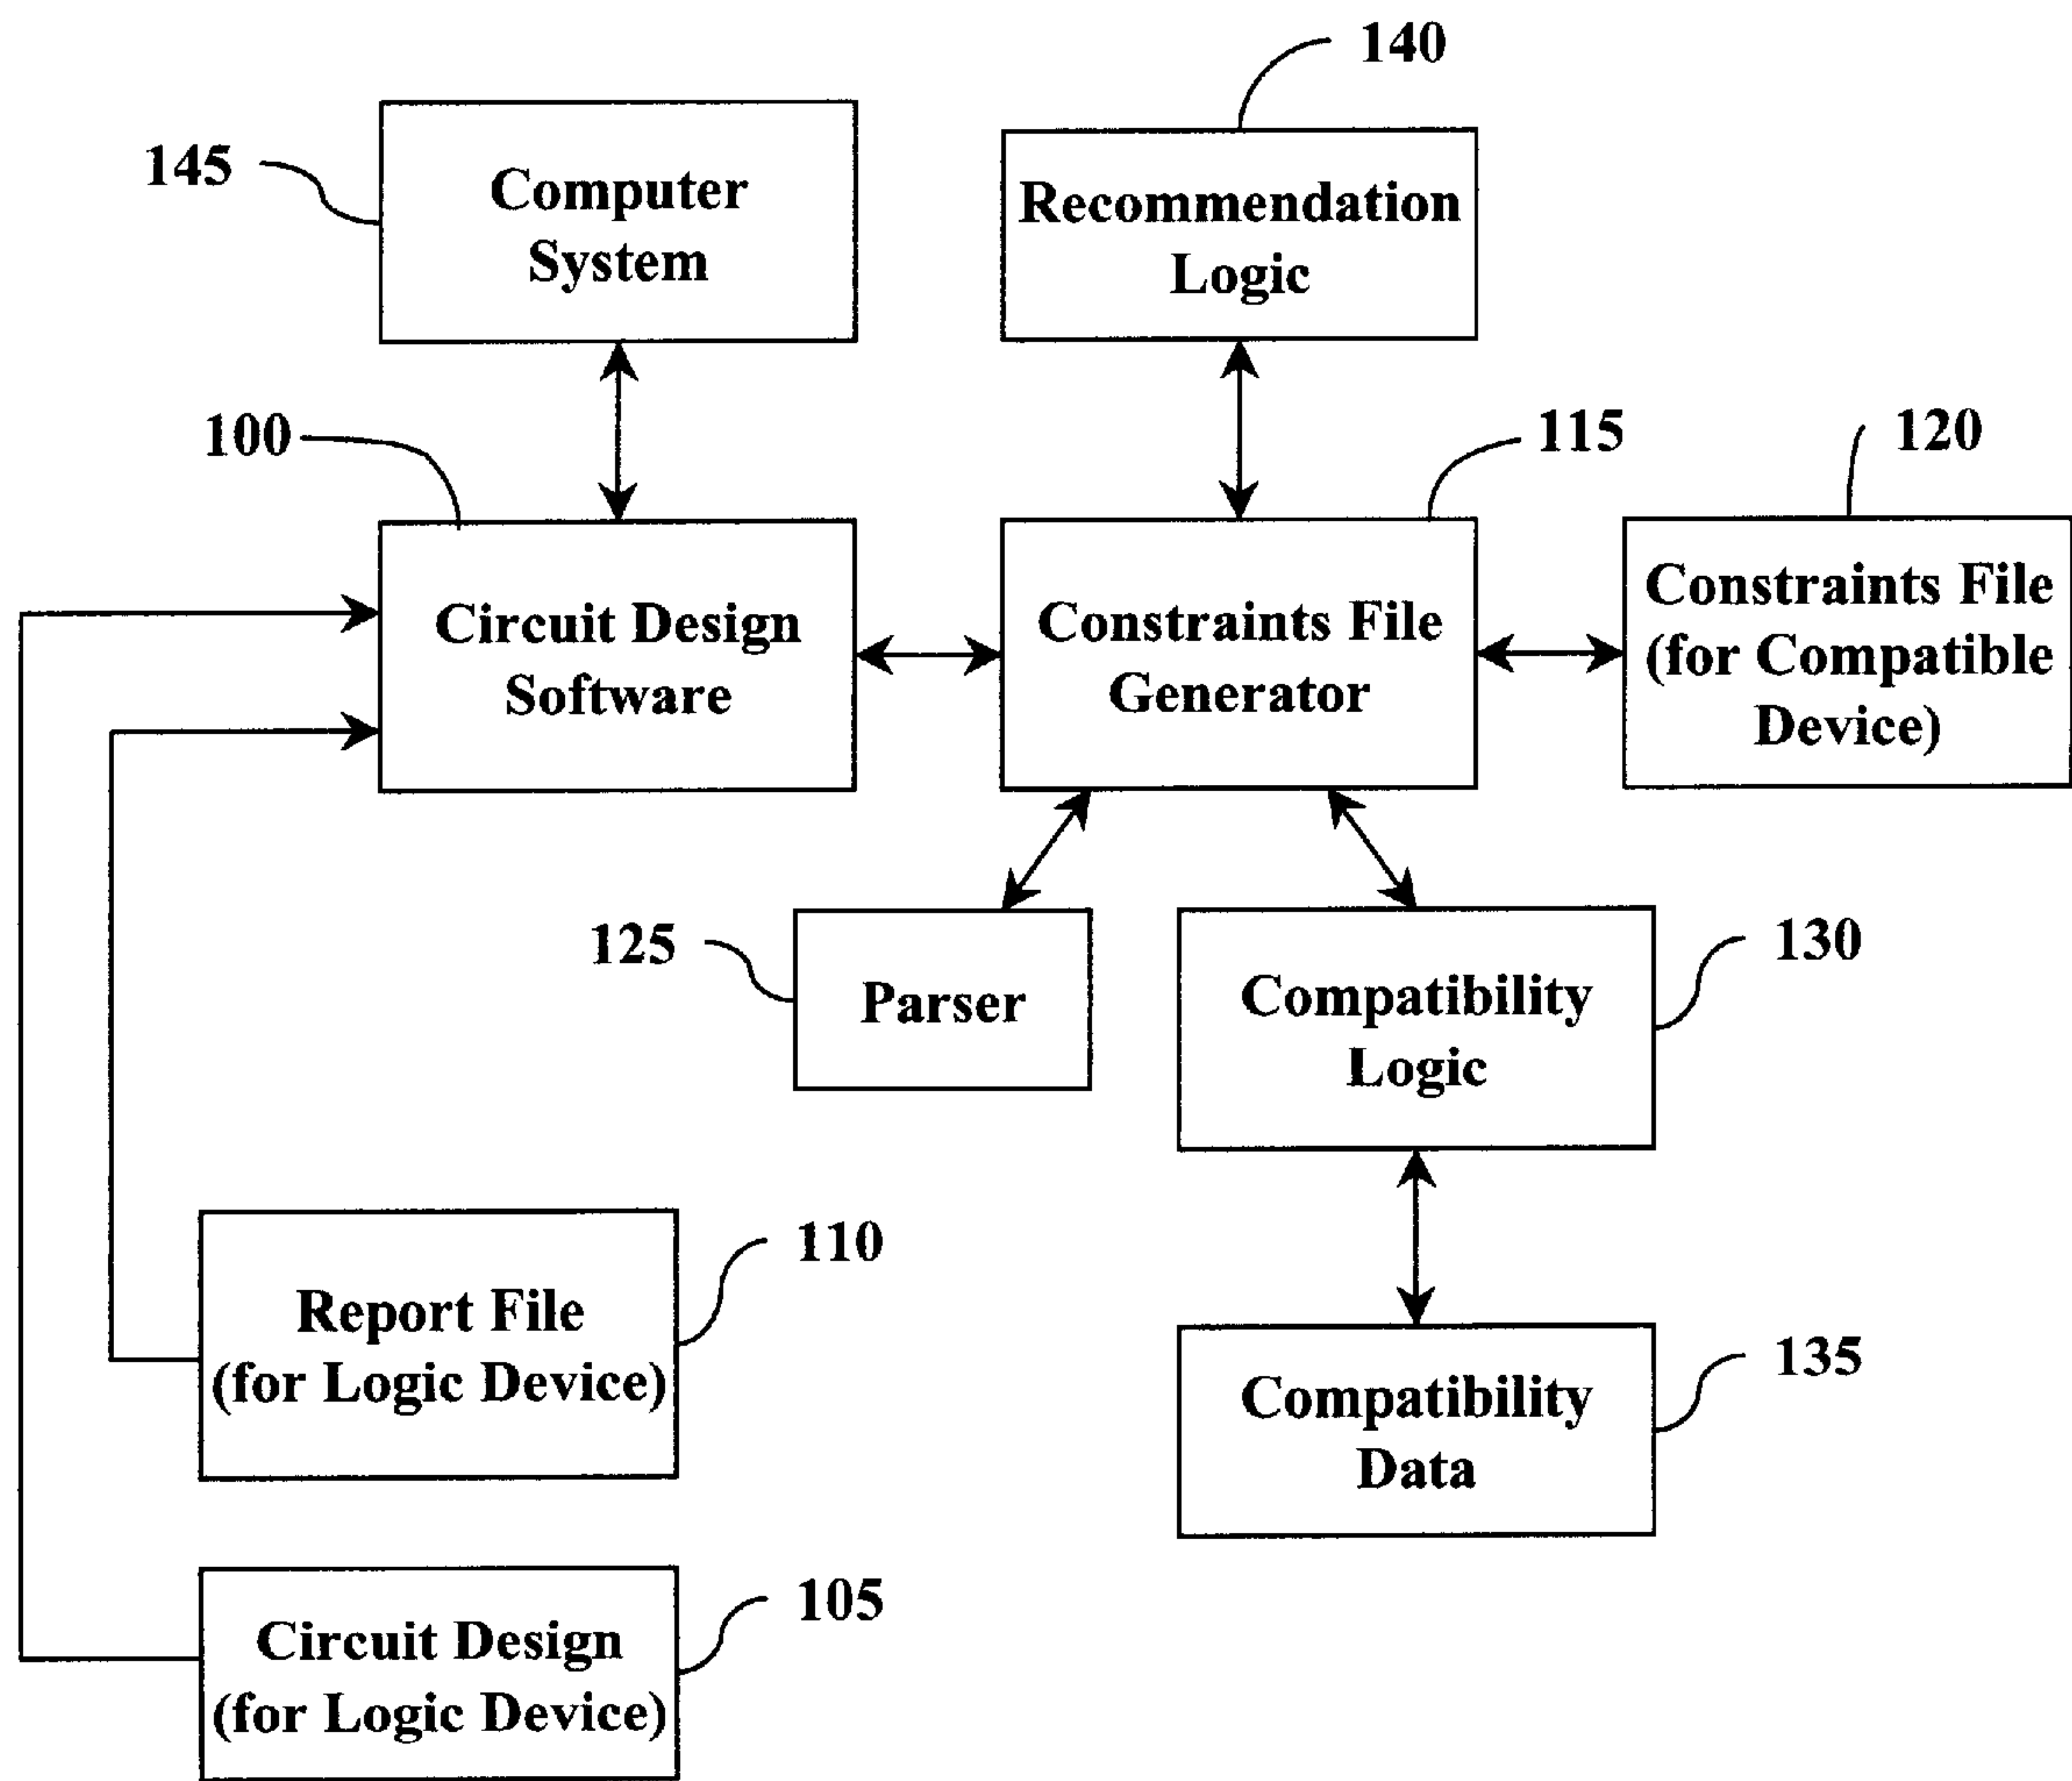 140
145
Computer
System
Recommendation
Logic
100
115
120
Circuit Design
Software
Constraints File
Generator
Constraints File
(for Compatible
Device)
125
Parser
130
Compatibility
Logic
110
Report File
(for Logic Device)
135
Compatibility
Data
105
Circuit Design
(for Logic Device)